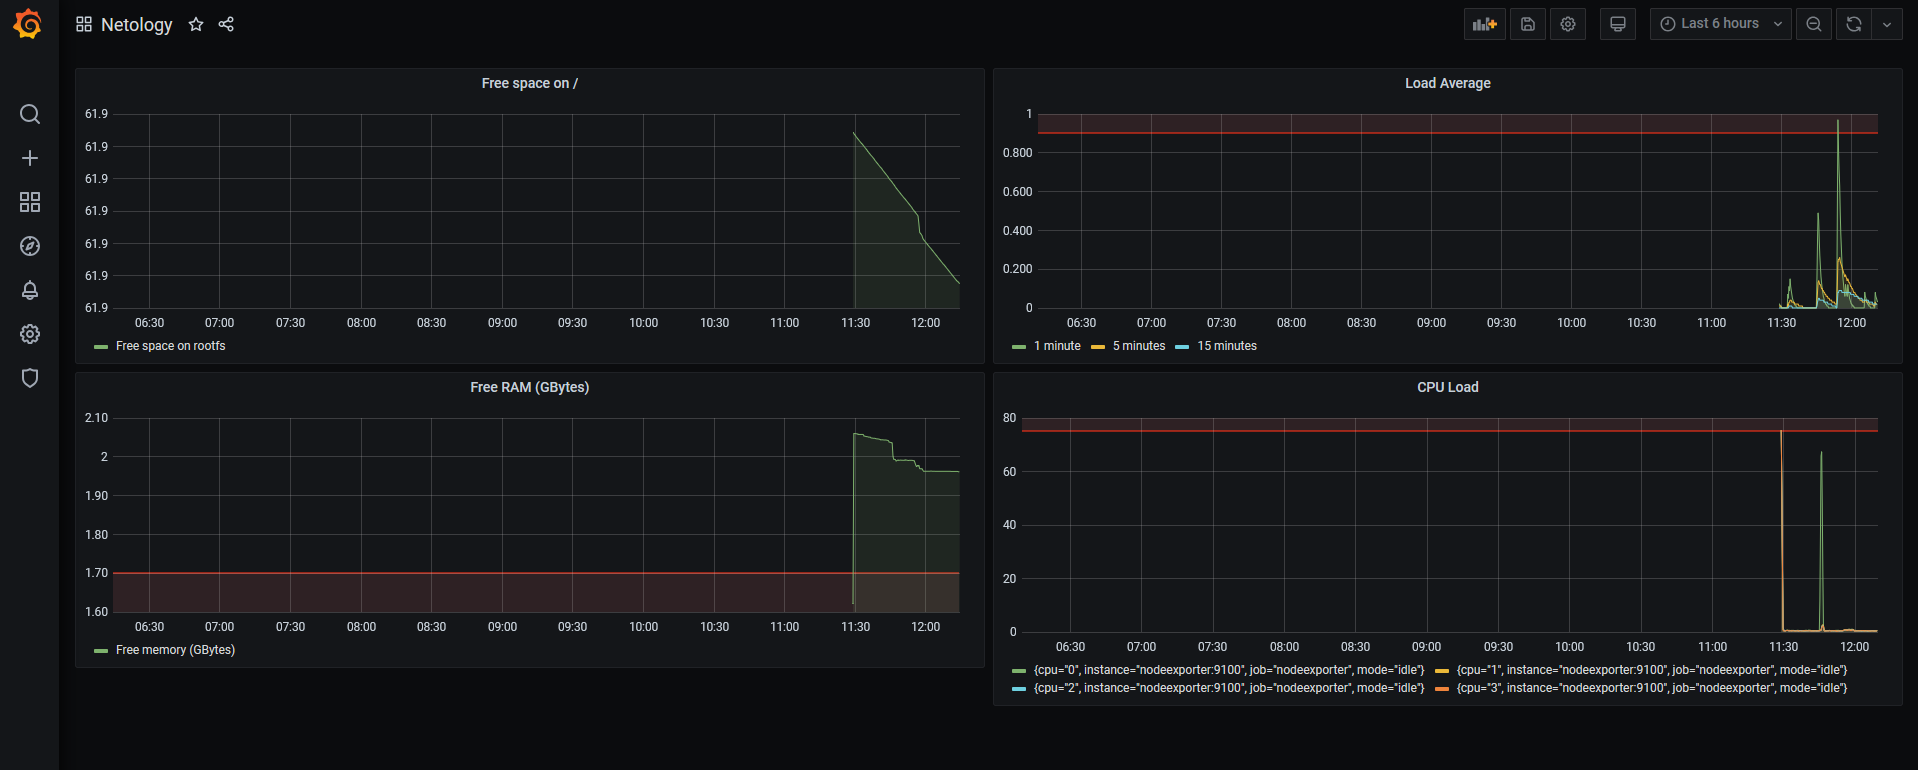 Netology
Last 6 hours
Free space on /
61.9
61.9
61.9
61.9
61.9
61.9
61.9
06:30 07:00 07:30 08:00 08:30 09:00 09:30 10:00 10:30 11:00 11:30 12:00
Free space on rootfs
Load Average
1
0.800
0.600
0.400
0.200
0
06:30 07:00 07:30 08:00 08:30 09:00 09:30 10:00 10:30 11:00 11:30 12:00
1 minute 5 minutes 15 minutes
Free RAM (GBytes)
2.10
2
1.90
1.80
1.70
1.60
06:30 07:00 07:30 08:00 08:30 09:00 09:30 10:00 10:30 11:00 11:30 12:00
Free memory (GBytes)
CPU Load
80
60
40
20
0
06:30 07:00 07:30 08:00 08:30 09:00 09:30 10:00 10:30 11:00 11:30 12:00
{cpu="0", instance="nodeexporter:9100", job="nodeexporter", mode="idle"} {cpu="1", instance="nodeexporter:9100", job="nodeexporter", mode="idle"}
{cpu="2", instance="nodeexporter:9100", job="nodeexporter", mode="idle"} {cpu="3", instance="nodeexporter:9100", job="nodeexporter", mode="idle"}